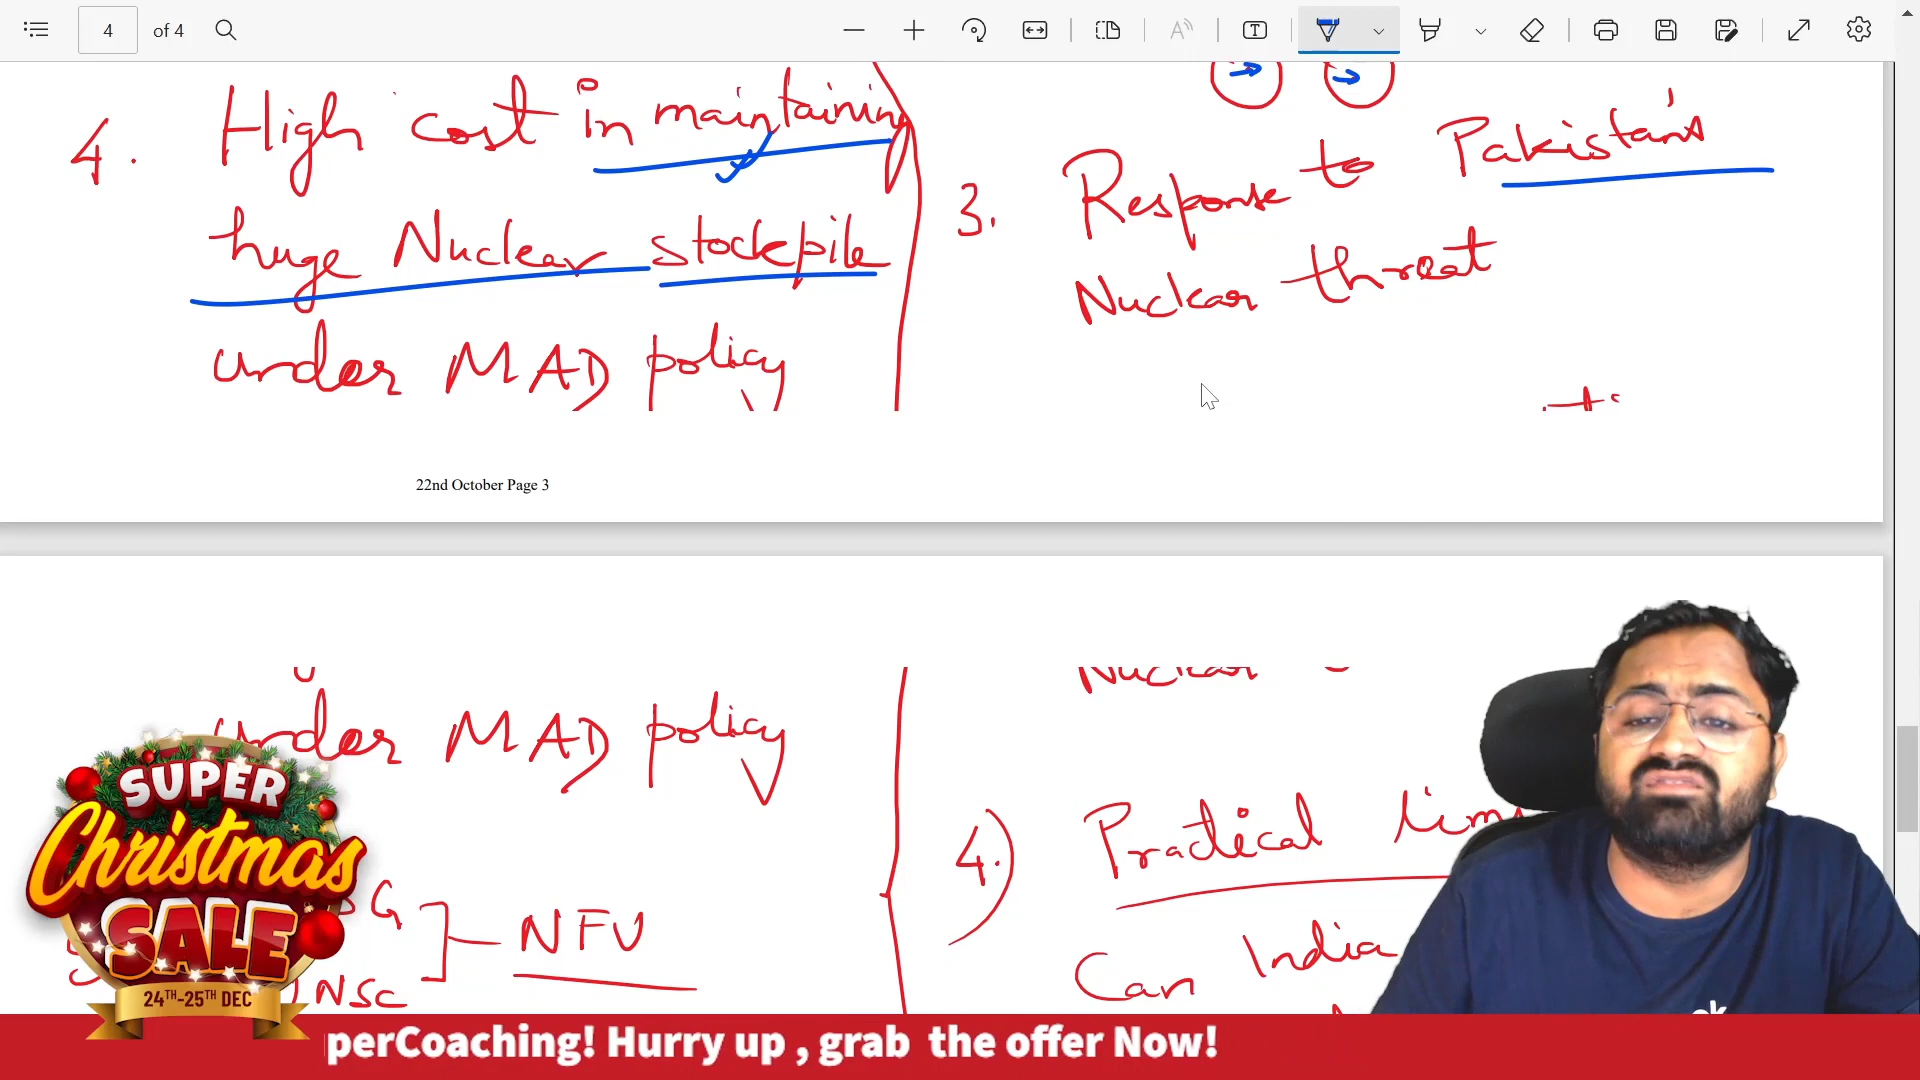 4
of 4
4. High cost in maintaining
huge Nuclear stockpile
under MAD policy
3. Response to Pakistan's
Nuclear threat
22nd October Page 3
under MAD policy
NFU
NSC
Nuclear
4.) Practical
Can India
SUPER
Christmas
SALE
24TH-25TH DEC
perCoaching! Hurry up , grab the offer Now!